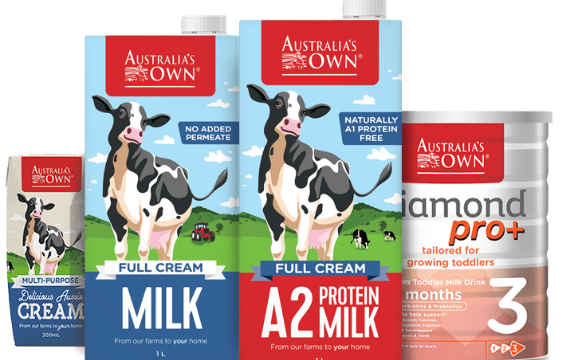 AUSTRALIA'S
OWN®
MULTI-PURPOSE
Delicious Aussie
CREAM
From our farms to your home
200mL
AUSTRALIA'S
OWN®
NO ADDED
PERMEATE
FULL CREAM
MILK
From our farms to your home
1L
AUSTRALIA'S
OWN®
NATURALLY
A1 PROTEIN
FREE
FULL CREAM
A2 PROTEIN
MILK
From our farms to your home
AUSTRALIA'S
OWN®
iamond
pro+
tailored for
growing toddlers
Toddler Milk Drink
months
3